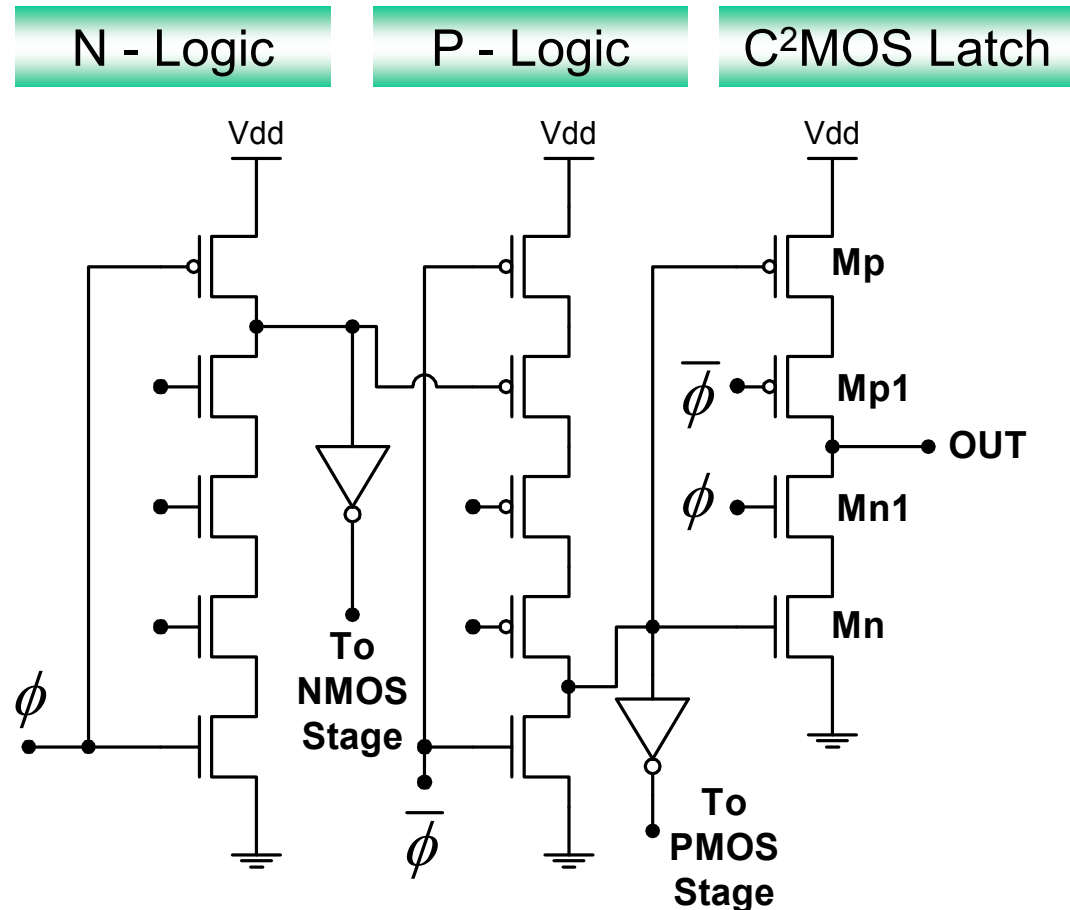 N - Logic
P - Logic
C²MOS Latch
Vdd
Vdd
Vdd
Mp
ϕ̅
Mp1
OUT
ϕ
Mn1
Mn
To
NMOS
Stage
ϕ
ϕ̅
To
PMOS
Stage